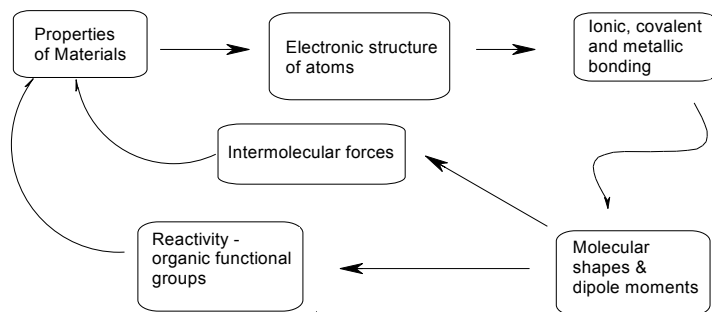 Properties
of Materials
Electronic structure
of atoms
Ionic, covalent
and metallic
bonding
Intermolecular forces
Reactivity -
organic functional
groups
Molecular
shapes &
dipole moments